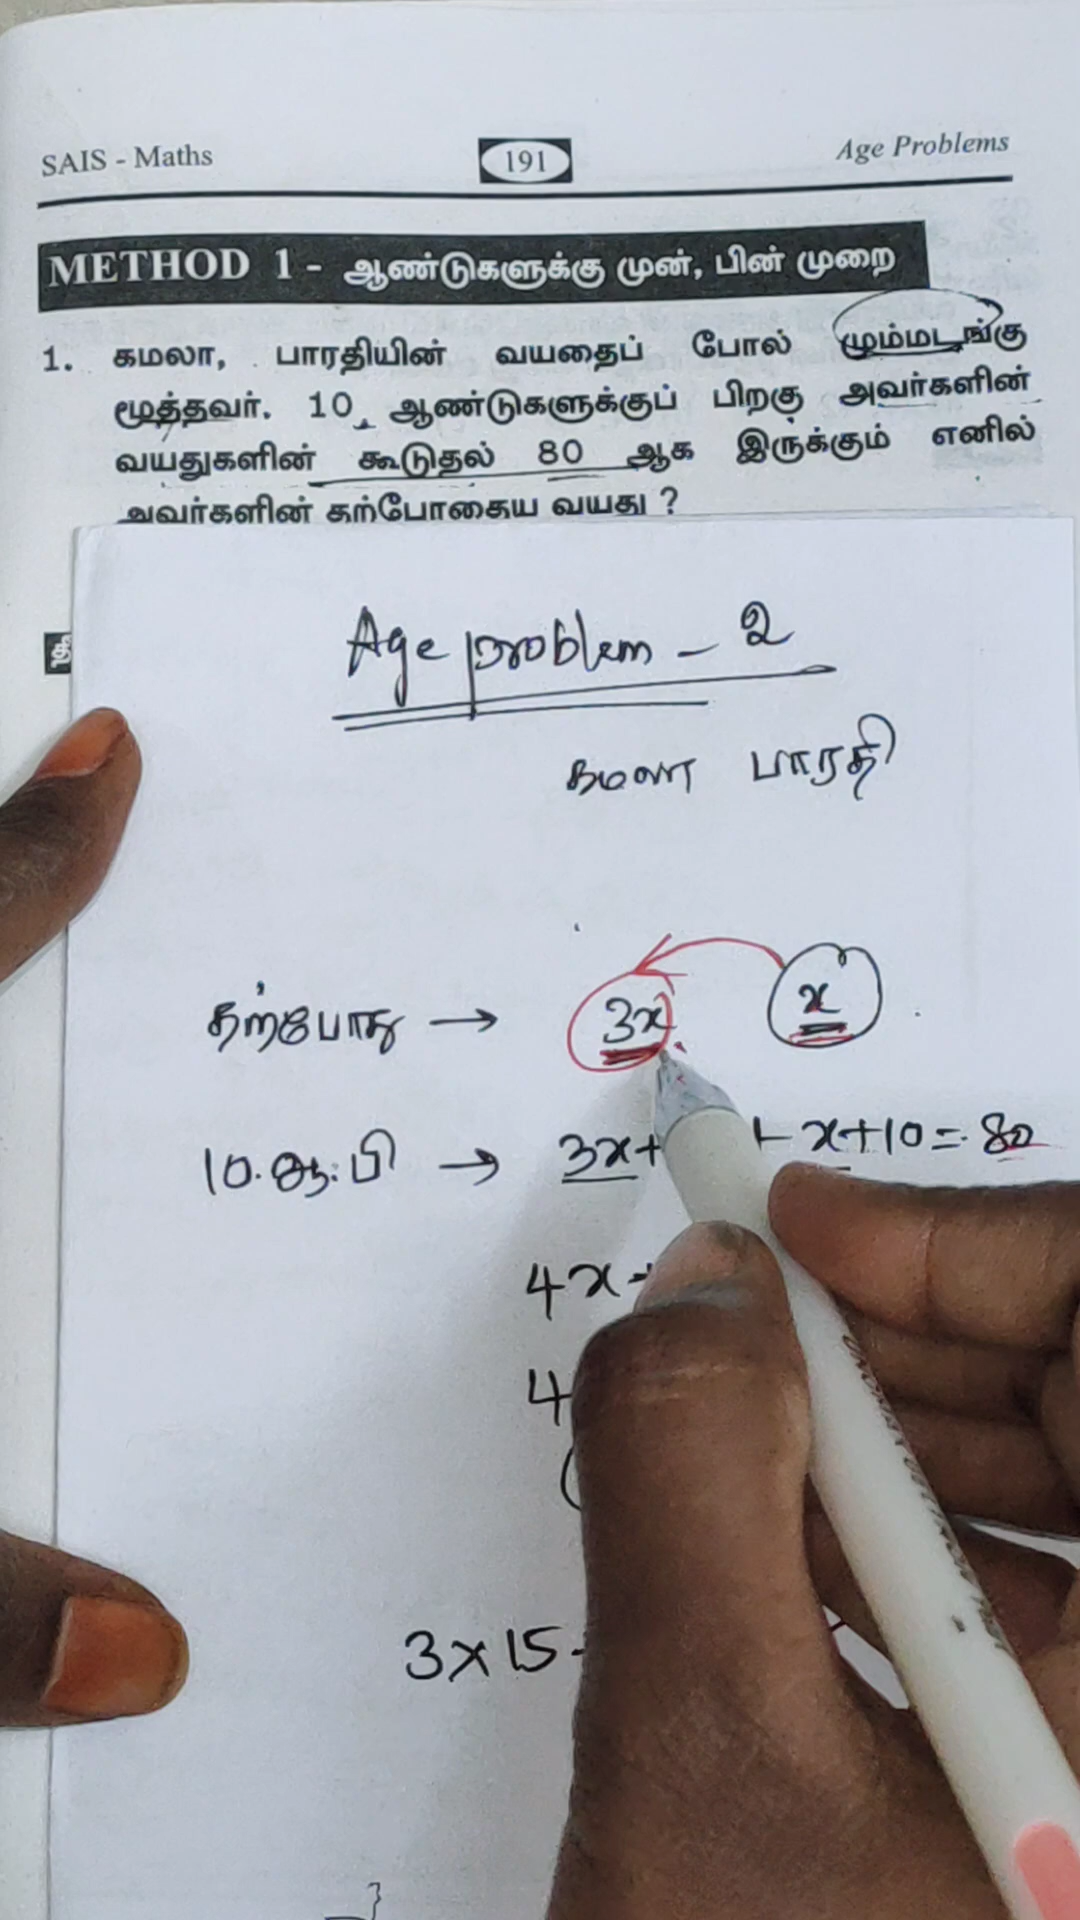 SAIS - Maths
191
Age Problems
METHOD 1 - ஆண்டுகளுக்கு முன், பின் முறை
1. கமலா, பாரதியின் வயதைப் போல் மும்மடங்கு
மூத்தவர். 10 ஆண்டுகளுக்குப் பிறகு அவர்களின்
வயதுகளின் கூடுதல் 80 ஆக இருக்கும் எனில்
அவர்களின் தற்போதைய வயது ?
Age problem - 2
கமலா பாரதி
தற்போது → 3x x
10.ஆ.பி → 3x+ + x+10 = 80
4x
4
3x15